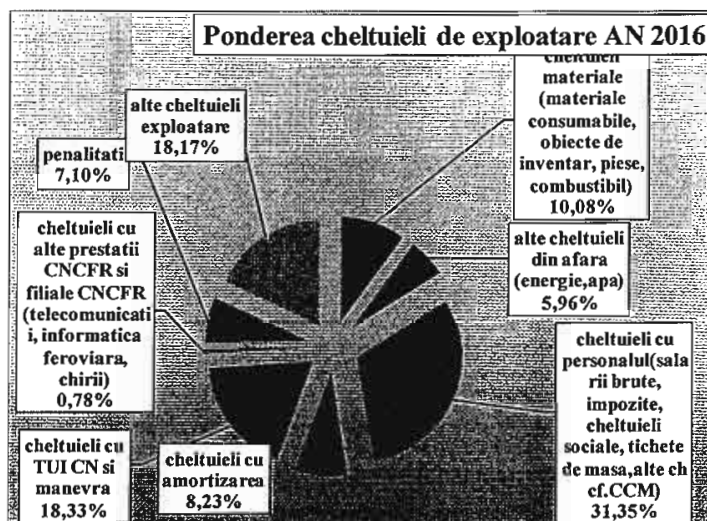 Ponderea cheltuieli de exploatare AN 2016
cheltuieli
materiale
(materiale
consumabile,
obiecte de
inventar, piese,
combustibil)
10,08%
alte cheltuieli
exploatare
18,17%
penalitati
7,10%
cheltuieli cu
alte prestatii
CNCFR si
filiale CNCFR
(telecomunicati
i, informatica
feroviara,
chirii)
0,78%
alte cheltuieli
din afara
(energie,apa)
5,96%
cheltuieli cu
personalul(sala
rii brute,
impozite,
cheltuieli
sociale, tichete
de masa,alte ch
cf.CCM)
31,35%
cheltuieli cu
TUI CN si
manevra
18,33%
cheltuieli cu
amortizarea
8,23%